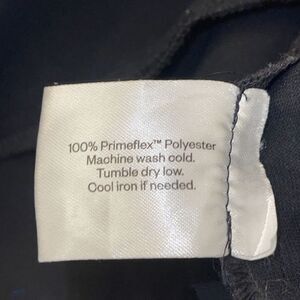 100% Primeflex™ Polyester
Machine wash cold.
Tumble dry low.
Cool iron if needed.